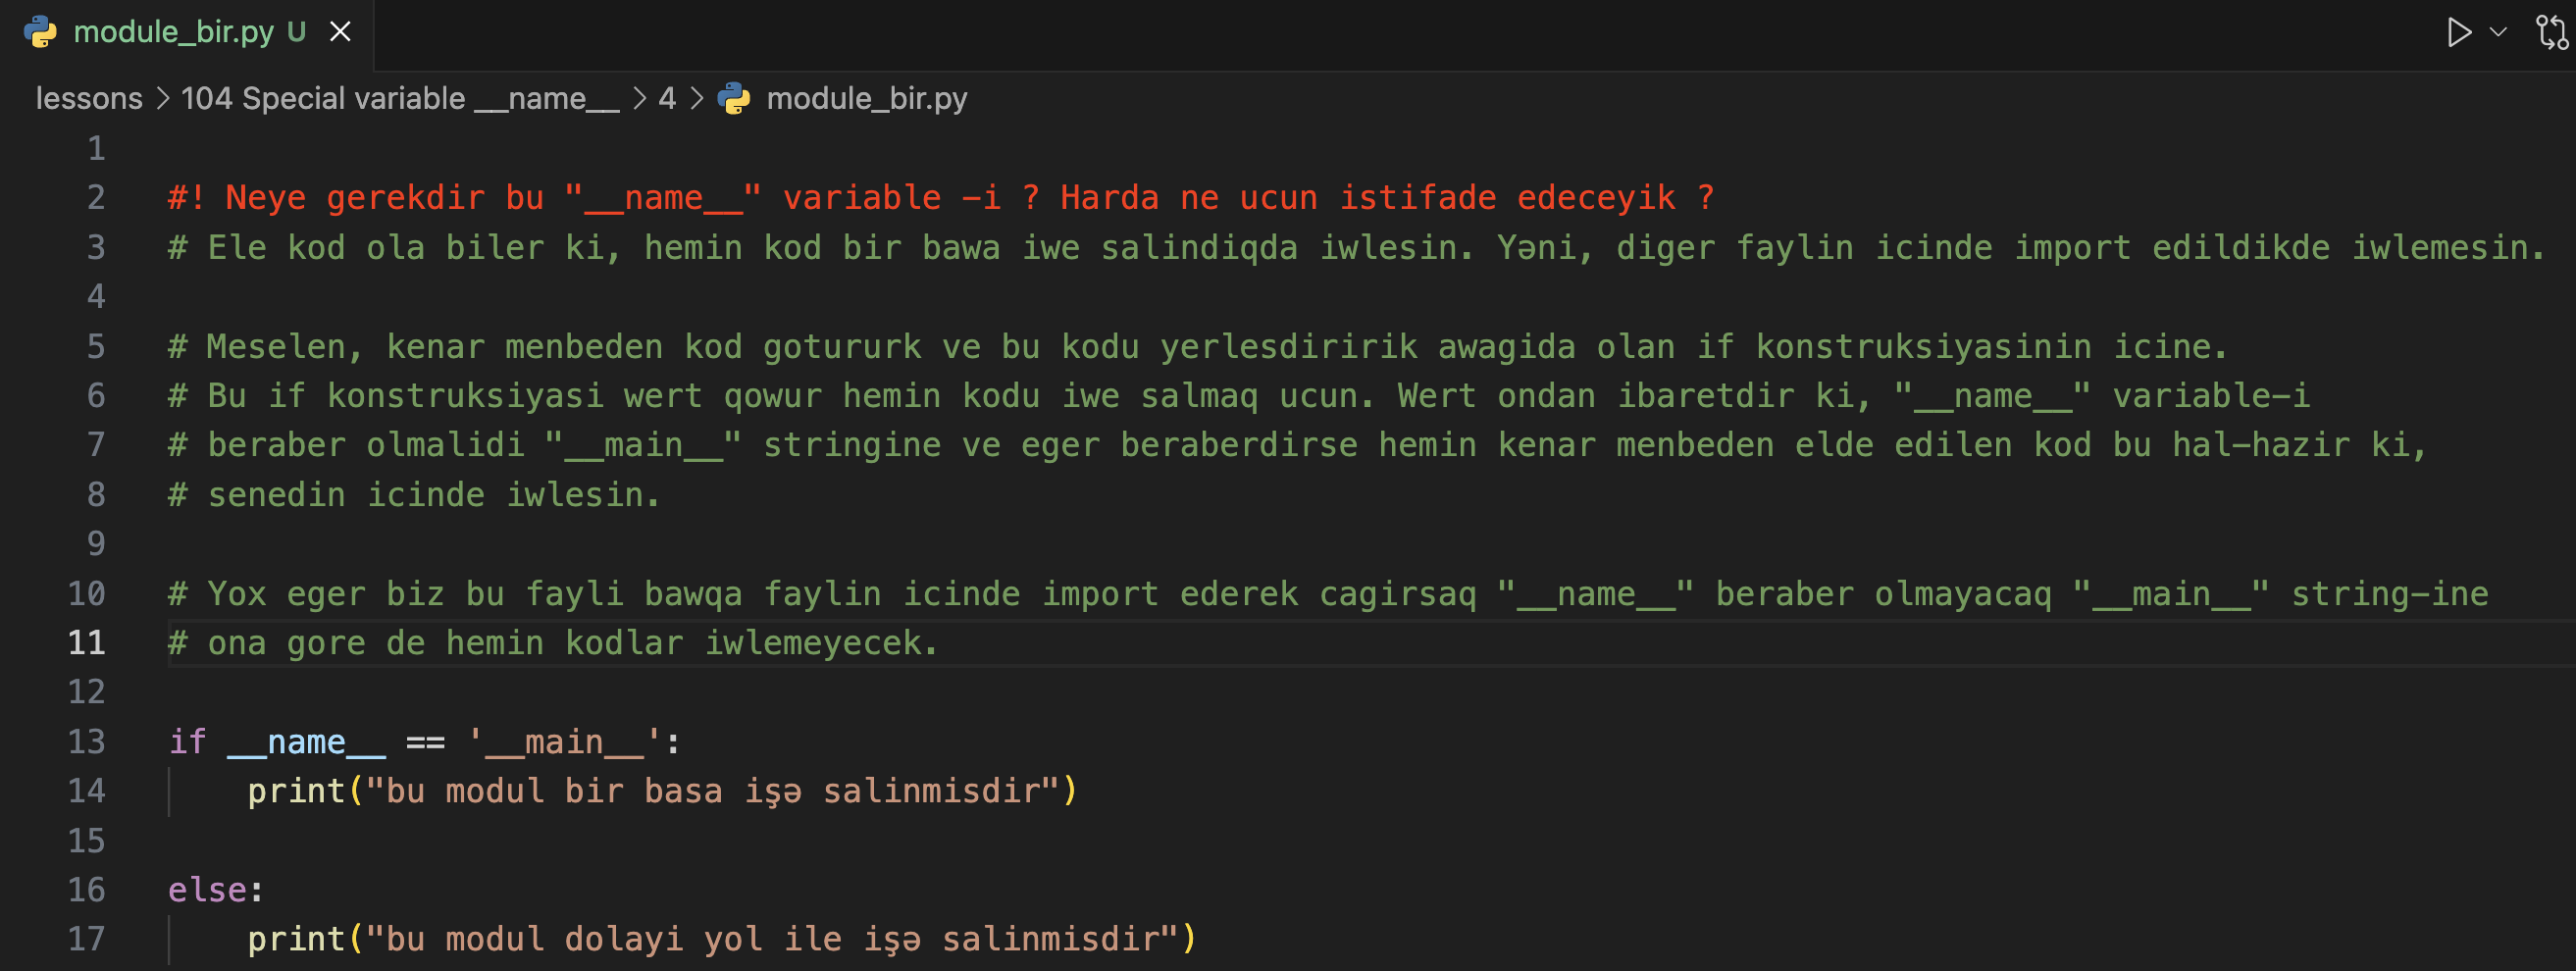 module_bir.py U
lessons > 104 Special variable __name__ > 4 > module_bir.py
1
2 #! Neye gerekdir bu "__name__" variable -i ? Harda ne ucun istifade edeceyik ?
3 # Ele kod ola biler ki, hemin kod bir bawa iwe salindiqda iwlesin. Yəni, diger faylin icinde import edildikde iwlemesin.
4
5 # Meselen, kenar menbeden kod gotururk ve bu kodu yerlesdiririk awagida olan if konstruksiyasinin icine.
6 # Bu if konstruksiyasi wert qowur hemin kodu iwe salmaq ucun. Wert ondan ibaretdir ki, "__name__" variable-i
7 # beraber olmalidi "__main__" stringine ve eger beraberdirse hemin kenar menbeden elde edilen kod bu hal-hazir ki,
8 # senedin icinde iwlesin.
9
10 # Yox eger biz bu fayli bawqa faylin icinde import ederek cagirsaq "__name__" beraber olmayacaq "__main__" string-ine
11 # ona gore de hemin kodlar iwlemeyecek.
12
13 if __name__ == '__main__':
14 print("bu modul bir basa işə salinmisdir")
15
16 else:
17 print("bu modul dolayi yol ile işə salinmisdir")